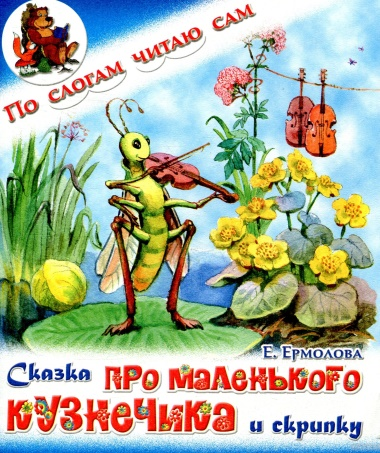 По слогам читаю сам
Е. Ермолова
Сказка про маленького
кузнечика и скрипку